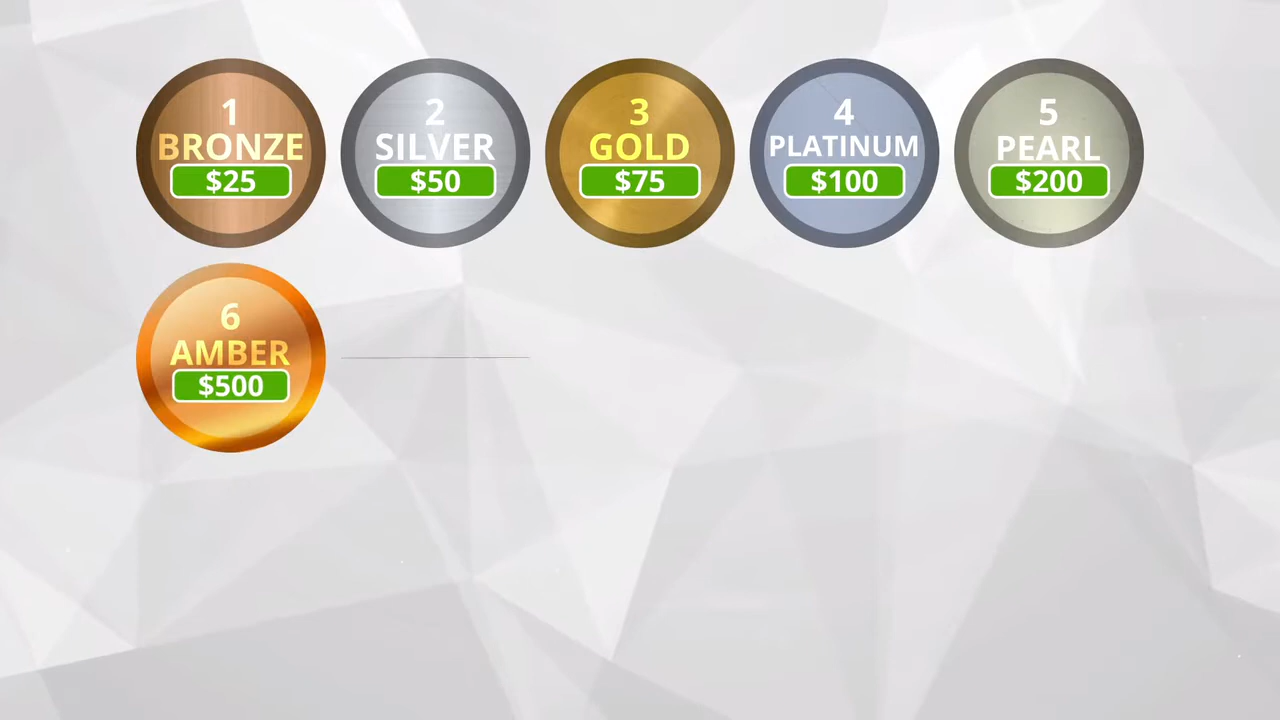 1
BRONZE
$25
2
SILVER
$50
3
GOLD
$75
4
PLATINUM
$100
5
PEARL
$200
6
AMBER
$500